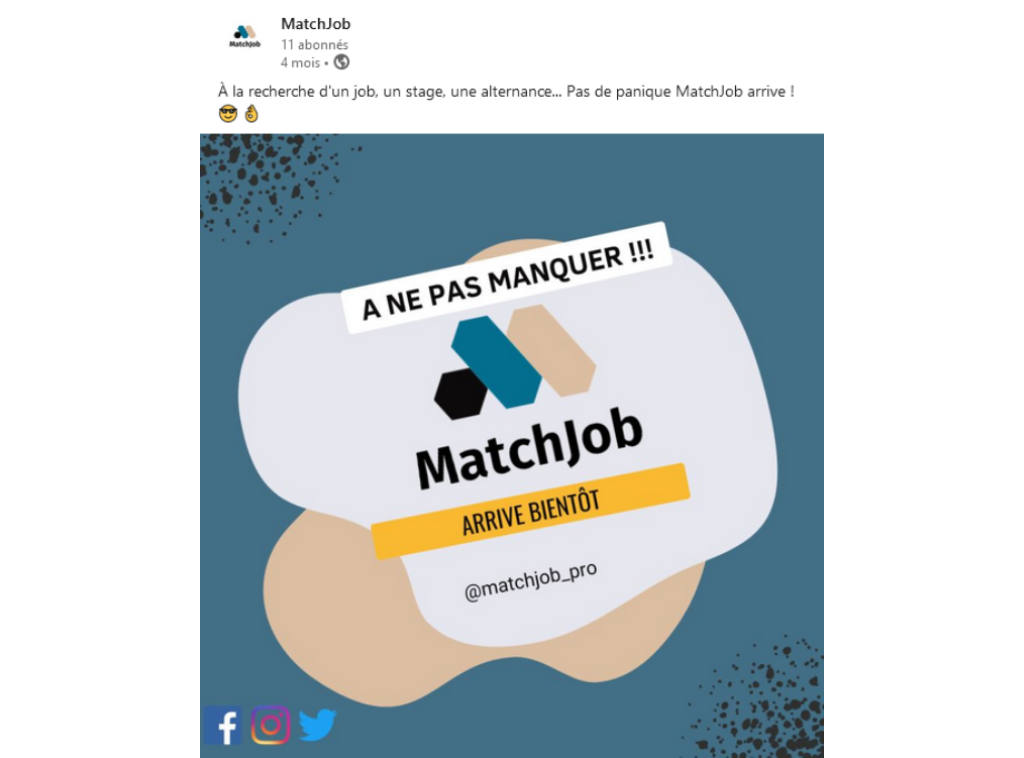 MatchJob
MatchJob
11 abonnés
4 mois •
À la recherche d'un job, un stage, une alternance... Pas de panique MatchJob arrive !
😎👌
A NE PAS MANQUER !!!
MatchJob
ARRIVE BIENTÔT
@matchjob_pro